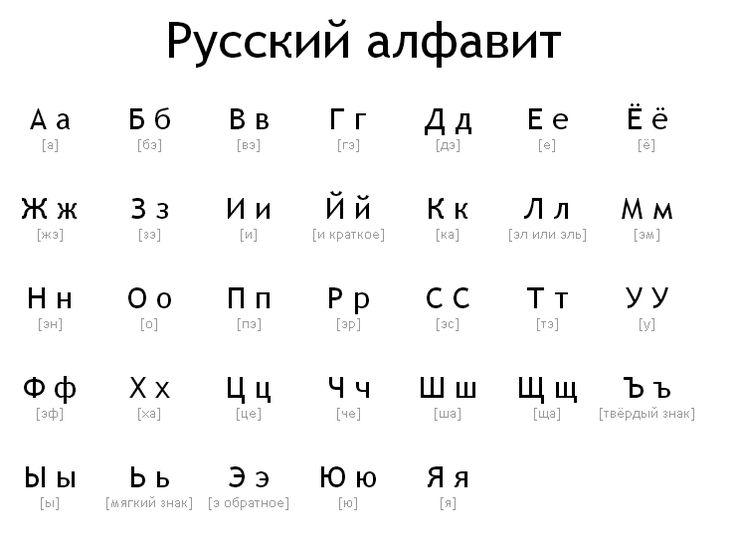 Русский алфавит
А а Б б В в Г г Д д Е е Ё ё
[а] [бэ] [вэ] [гэ] [дэ] [е] [ё]
Ж ж З з И и Й й К к Л л М м
[жэ] [зэ] [и] [и краткое] [ка] [эл или эль] [эм]
Н н О о П п Р р С С Т т У У
[эн] [о] [пэ] [эр] [эс] [тэ] [у]
Ф ф Х х Ц ц Ч ч Ш ш Щ щ Ъ ъ
[эф] [ха] [це] [че] [ша] [ща] [твёрдый знак]
Ы ы Ь ь Э э Ю ю Я я
[ы] [мягкий знак] [э обратное] [ю] [я]